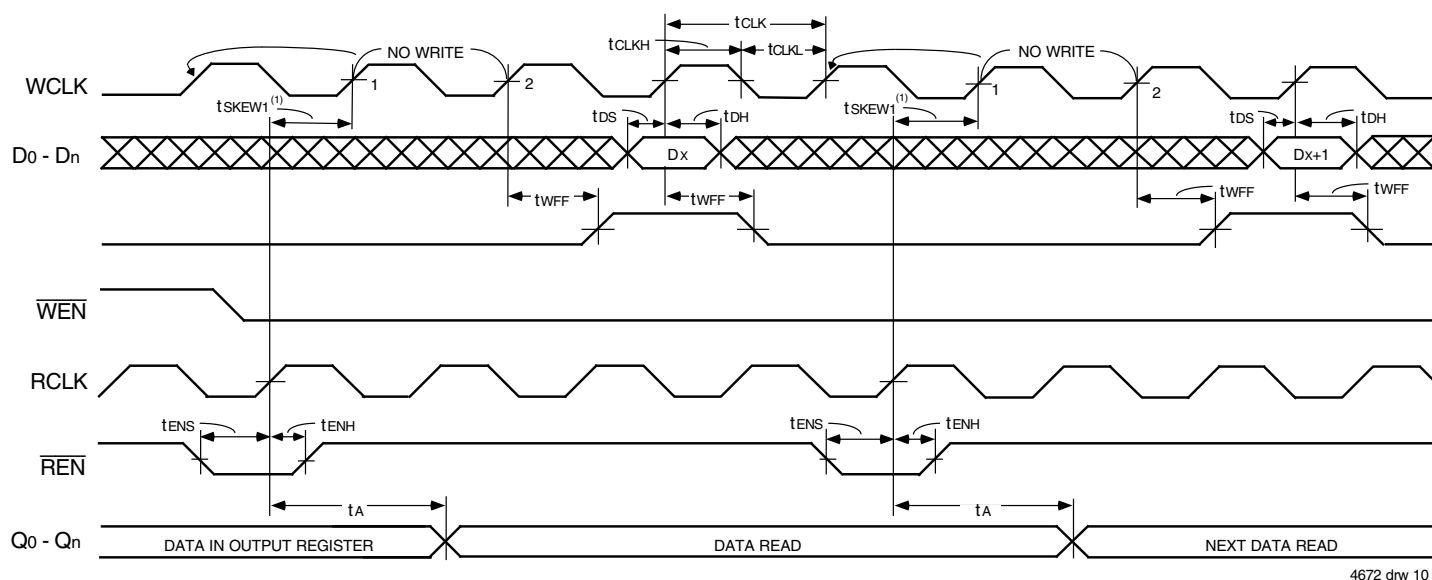 tCLK
tCLKH
tCLKL
NO WRITE
NO WRITE
WCLK
1
2
1
2
tSKEW1(1)
tSKEW1(1)
tDS
tDH
tDS
tDH
D0 - Dn
Dx
Dx+1
tWFF
tWFF
tWFF
tWFF
WEN
RCLK
tENS
tENH
tENS
tENH
REN
tA
tA
Q0 - Qn
DATA IN OUTPUT REGISTER
DATA READ
NEXT DATA READ
4672 drw 10